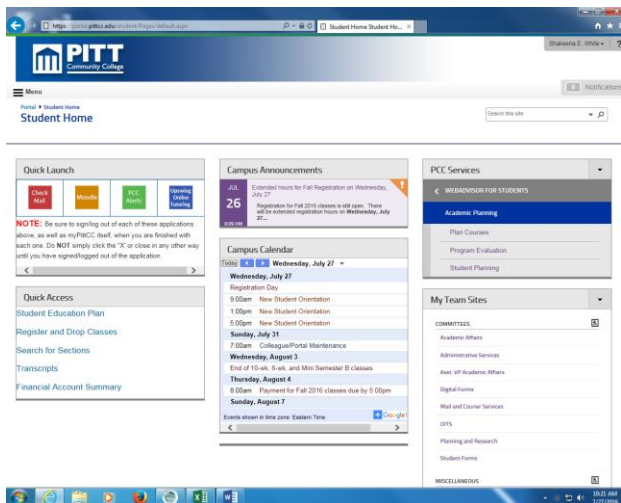 https://portal.pittcc.edu/student/Pages/default.aspx
Student Home Student Ho...
Shakeena E. White
?
PITT
Community College
Menu
Notifications
Portal ▸ Student Home
Student Home
Search this site
Quick Launch
Check Mail
Moodle
PCC Alerts
Upswing Online Tutoring
NOTE: Be sure to sign/log out of each of these applications
above, as well as myPittCC itself, when you are finished with
each one. Do NOT simply click the "X" or close in any other way
until you have signed/logged out of the application.
Quick Access
Student Education Plan
Register and Drop Classes
Search for Sections
Transcripts
Financial Account Summary
Campus Announcements
JUL
26
8:00 AM
Extended hours for Fall Registration on Wednesday,
July 27
Registration for Fall 2016 classes is still open. There
will be extended registration hours on Wednesday, July
27...
Campus Calendar
Today
Wednesday, July 27
Wednesday, July 27
Registration Day
9:00am New Student Orientation
1:00pm New Student Orientation
5:00pm New Student Orientation
Sunday, July 31
7:00am Colleague/Portal Maintenance
Wednesday, August 3
End of 10-wk, 8-wk, and Mini Semester B classes
Thursday, August 4
8:00am Payment for Fall 2016 classes due by 5:00pm
Sunday, August 7
Events shown in time zone: Eastern Time
+ Google
PCC Services
WEBADVISOR FOR STUDENTS
Academic Planning
Plan Courses
Program Evaluation
Student Planning
My Team Sites
COMMITTEES
Academic Affairs
Administrative Services
Asst. VP Academic Affairs
Digital Forms
Mail and Courier Services
OITS
Planning and Research
Student Forms
MISCELLANEOUS
10:21 AM
7/27/2016